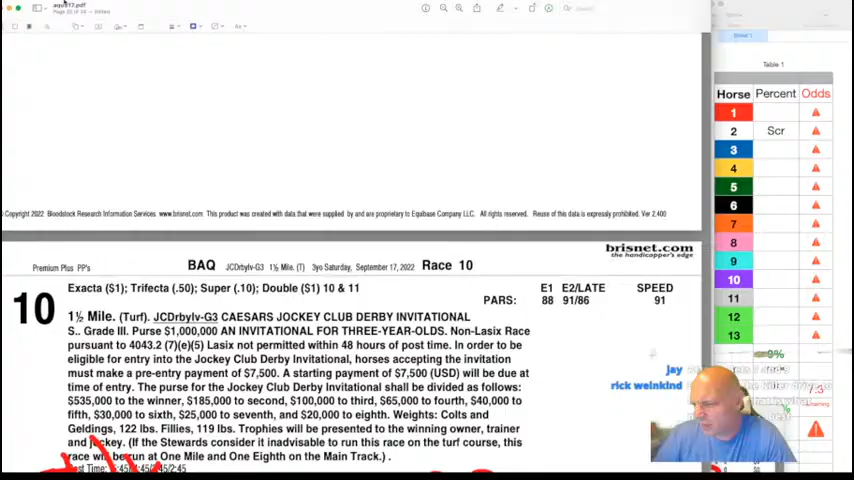 aqu917.pdf
Search
Sheet 1
Table 1
Horse Percent Odds
1
2 Scr
3
4
5
6
7
8
9
10
11
12
13
Copyright 2022 Bloodstock Research Information Services www.brisnet.com This product was created with data that were supplied by and are proprietary to Equibase Company LLC. All rights reserved. Reuse of this data is expressly prohibited. Ver 2.400
brisnet.com
the handicapper's edge
Premium Plus PP's BAQ JCDrbyIv-G3 1½ Mile. (T) 3yo Saturday, September 17, 2022 Race 10
10
Exacta ($1); Trifecta (.50); Super (.10); Double ($1) 10 & 11
E1 E2/LATE SPEED
PARS: 88 91/86 91
1½ Mile. (Turf). JCDrbyIv-G3 CAESARS JOCKEY CLUB DERBY INVITATIONAL
S.. Grade III. Purse $1,000,000 AN INVITATIONAL FOR THREE-YEAR-OLDS. Non-Lasix Race
pursuant to 4043.2 (7)(e)(5) Lasix not permitted within 48 hours of post time. In order to be
eligible for entry into the Jockey Club Derby Invitational, horses accepting the invitation
must make a pre-entry payment of $7,500. A starting payment of $7,500 (USD) will be due at
time of entry. The purse for the Jockey Club Derby Invitational shall be divided as follows:
$535,000 to the winner, $185,000 to second, $100,000 to third, $65,000 to fourth, $40,000 to
fifth, $30,000 to sixth, $25,000 to seventh, and $20,000 to eighth. Weights: Colts and
Geldings, 122 lbs. Fillies, 119 lbs. Trophies will be presented to the winning owner, trainer
and jockey. (If the Stewards consider it inadvisable to run this race on the turf course, this
race will be run at One Mile and One Eighth on the Main Track.) .
jay
rick weinkind